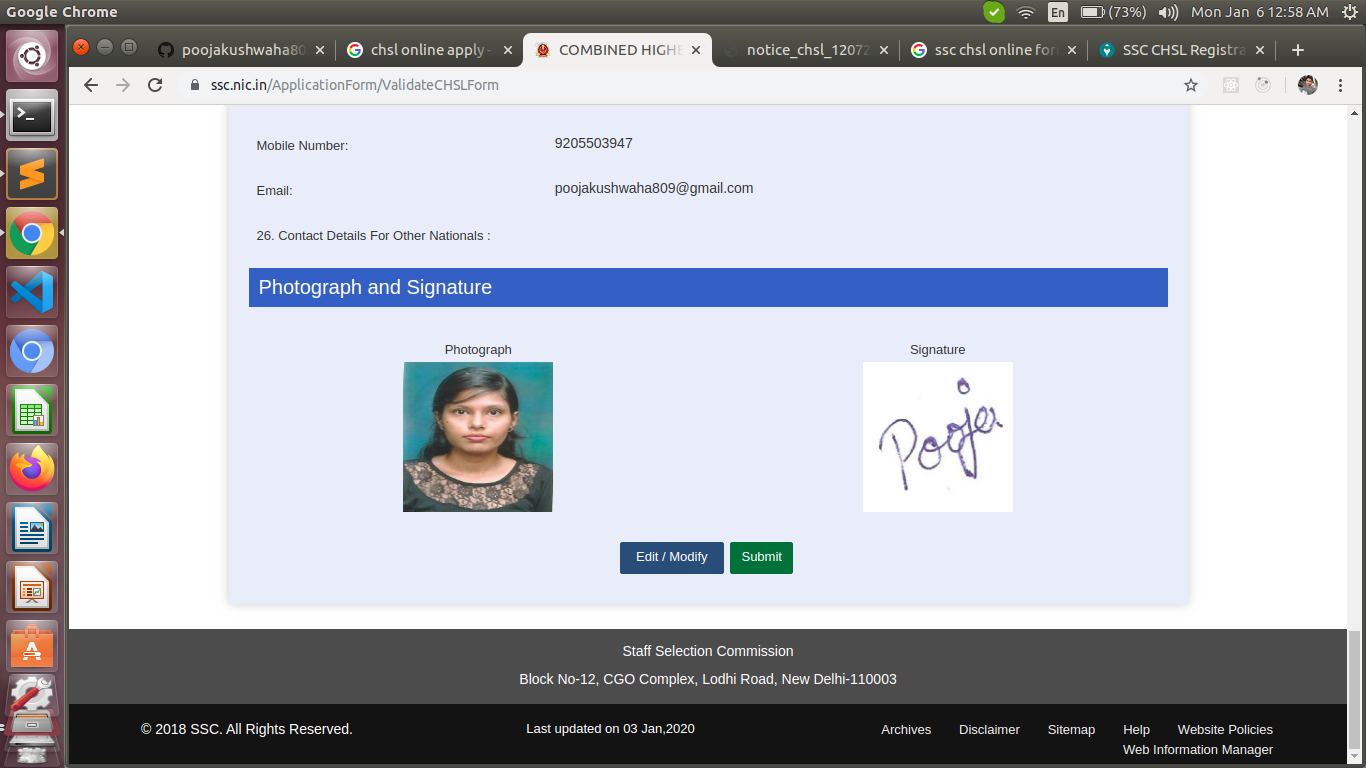 Google Chrome
En (73%) Mon Jan 6 12:58 AM
poojakushwaha80
chsl online apply -
COMBINED HIGHE
notice_chsl_12072
ssc chsl online for
SSC CHSL Registra
ssc.nic.in/ApplicationForm/ValidateCHSLForm
Mobile Number: 9205503947
Email: poojakushwaha809@gmail.com
26. Contact Details For Other Nationals :
Photograph and Signature
Photograph Signature
Pooja
Edit / Modify Submit
Staff Selection Commission
Block No-12, CGO Complex, Lodhi Road, New Delhi-110003
© 2018 SSC. All Rights Reserved. Last updated on 03 Jan,2020 Archives Disclaimer Sitemap Help Website Policies
Web Information Manager